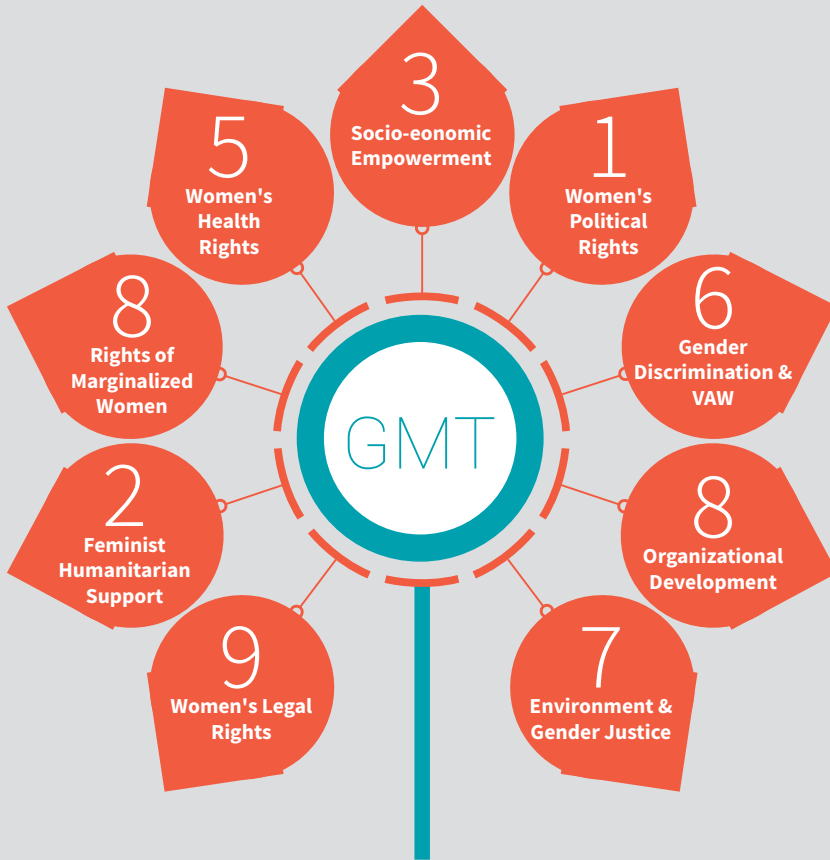 3
Socio-eonomic
Empowerment
5
Women's
Health
Rights
1
Women's
Political
Rights
8
Rights of
Marginalized
Women
6
Gender
Discrimination &
VAW
GMT
2
Feminist
Humanitarian
Support
8
Organizational
Development
9
Women's Legal
Rights
7
Environment &
Gender Justice